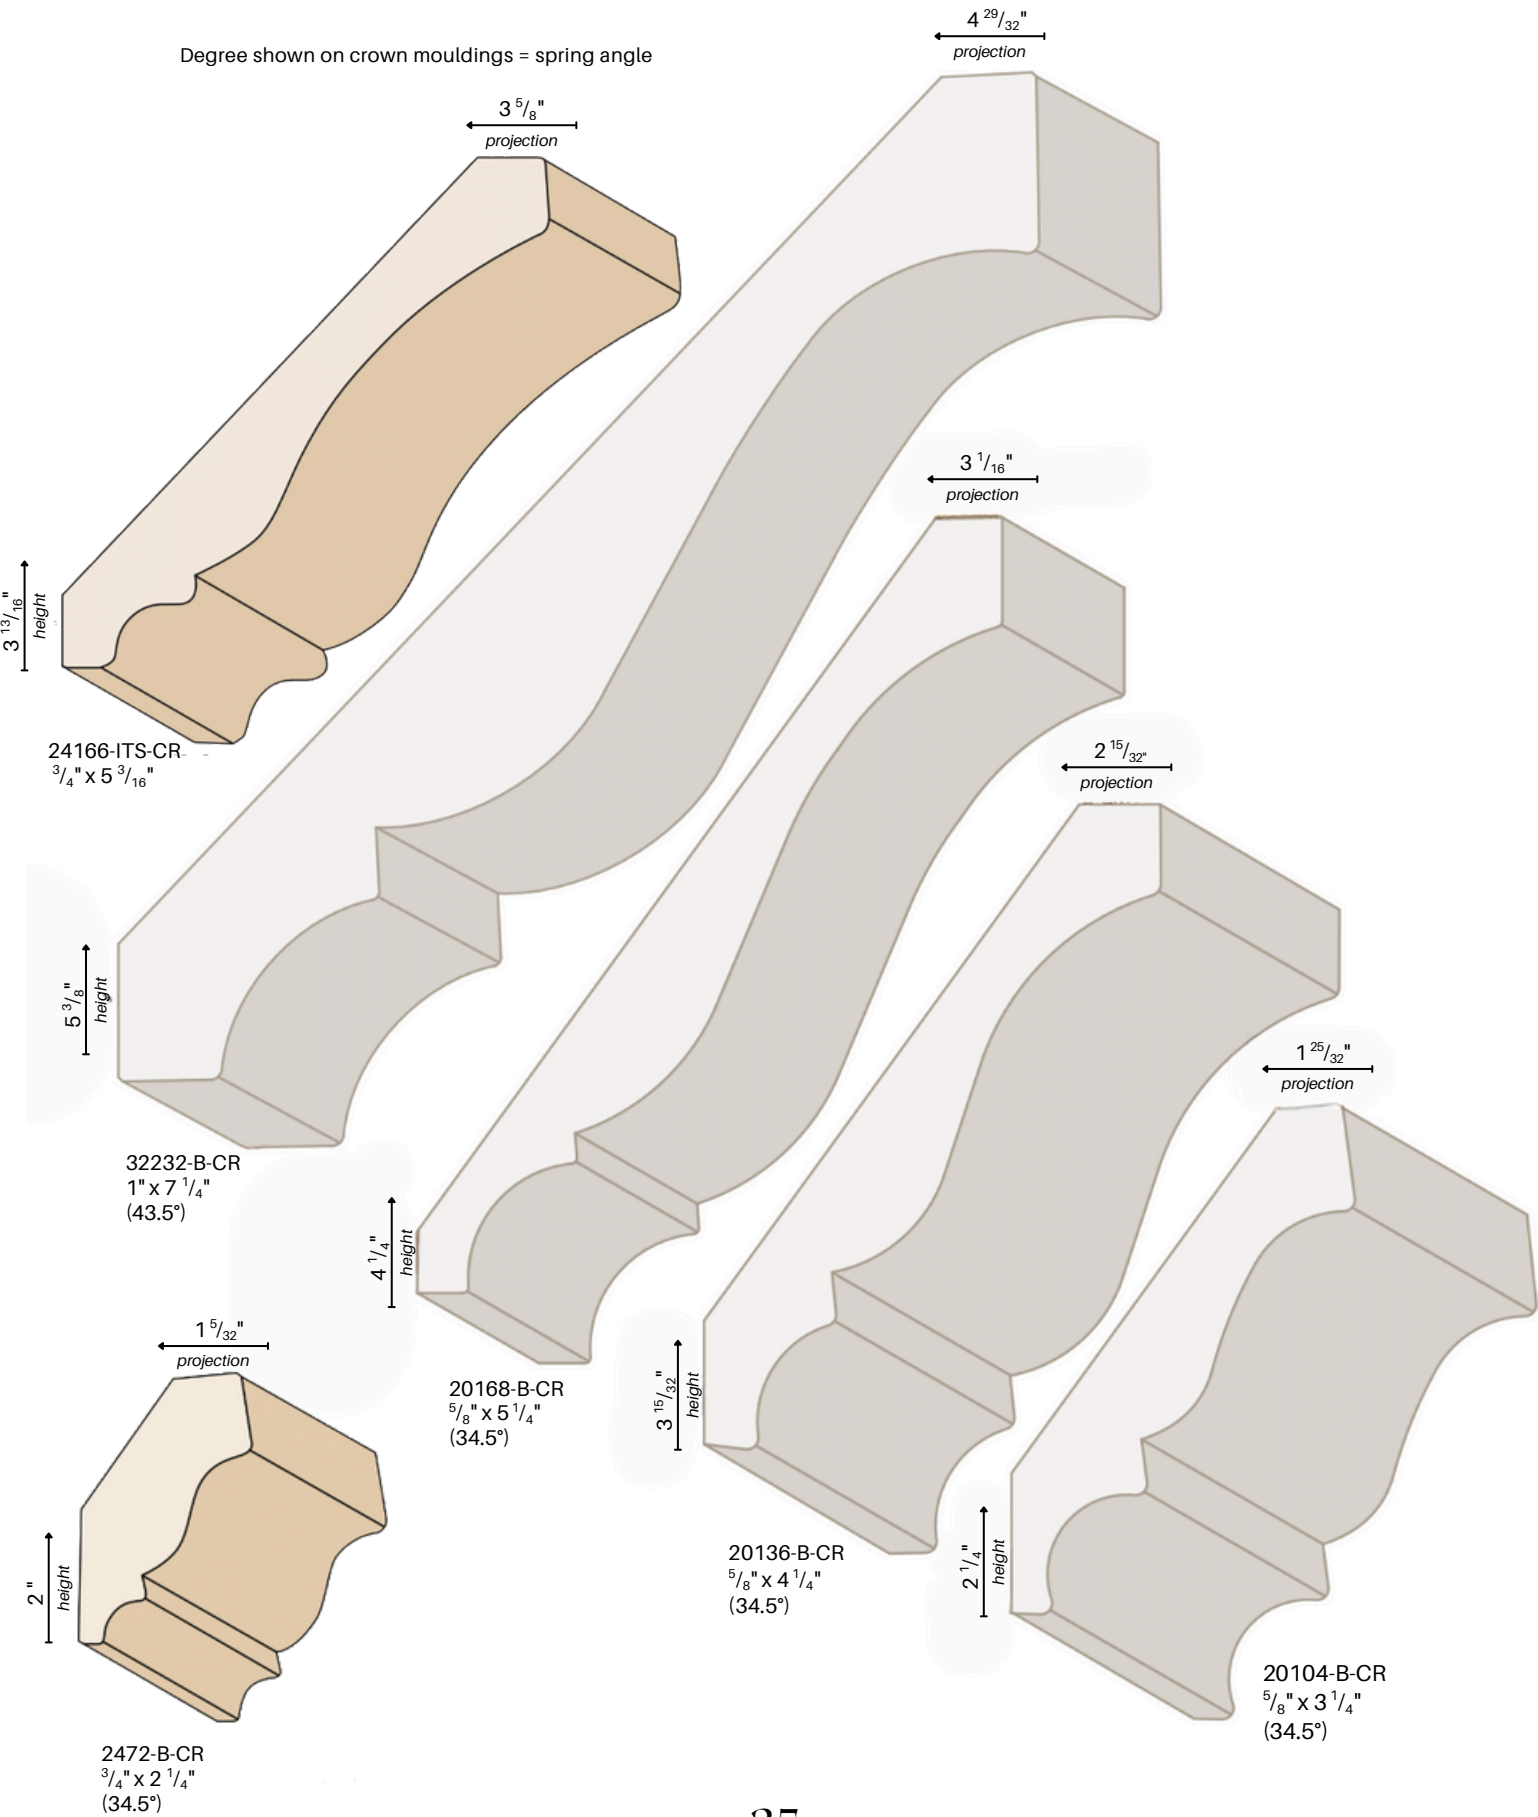 4 29/32"
projection
Degree shown on crown mouldings = spring angle
3 5/8"
projection
3 13/16"
height
24166-ITS-CR
3/4" x 5 3/16"
3 1/16"
projection
2 15/32"
projection
5 3/8"
height
32232-B-CR
1" x 7 1/4"
(43.5°)
1 25/32"
projection
4 1/4"
height
20168-B-CR
5/8" x 5 1/4"
(34.5°)
1 5/32"
projection
3 15/32"
height
20136-B-CR
5/8" x 4 1/4"
(34.5°)
2 1/4"
height
20104-B-CR
5/8" x 3 1/4"
(34.5°)
2"
height
2472-B-CR
3/4" x 2 1/4"
(34.5°)